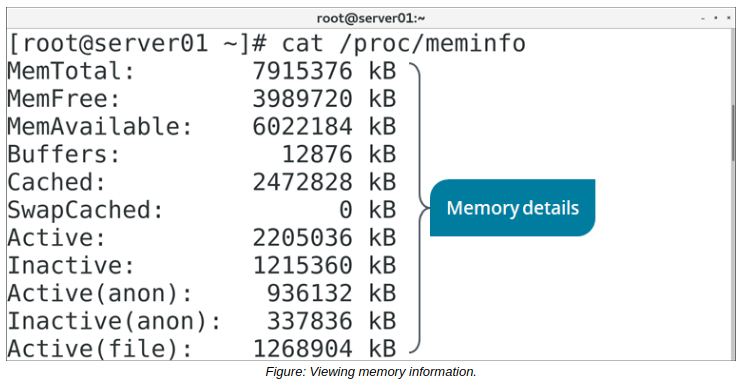 root@server01:~
[root@server01 ~]# cat /proc/meminfo
MemTotal: 7915376 kB
MemFree: 3989720 kB
MemAvailable: 6022184 kB
Buffers: 12876 kB
Cached: 2472828 kB
SwapCached: 0 kB
Active: 2205036 kB
Inactive: 1215360 kB
Active(anon): 936132 kB
Inactive(anon): 337836 kB
Active(file): 1268904 kB
Memory details
Figure: Viewing memory information.